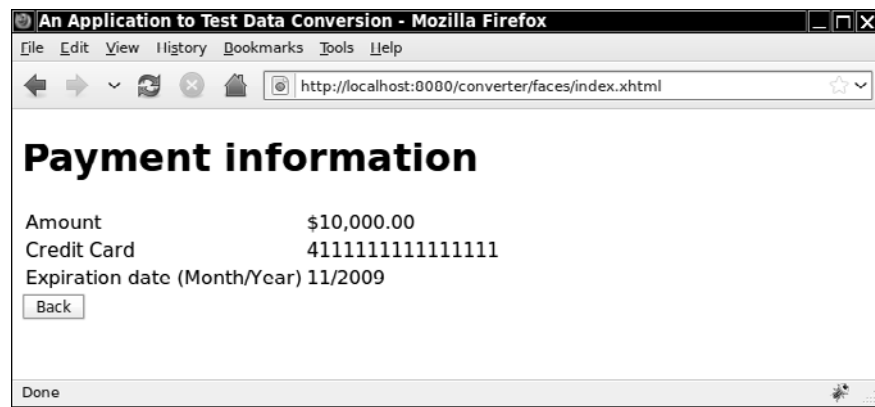 An Application to Test Data Conversion - Mozilla Firefox
File Edit View History Bookmarks Tools Help
http://localhost:8080/converter/faces/index.xhtml
Payment information
Amount $10,000.00
Credit Card 4111111111111111
Expiration date (Month/Year) 11/2009
Back
Done